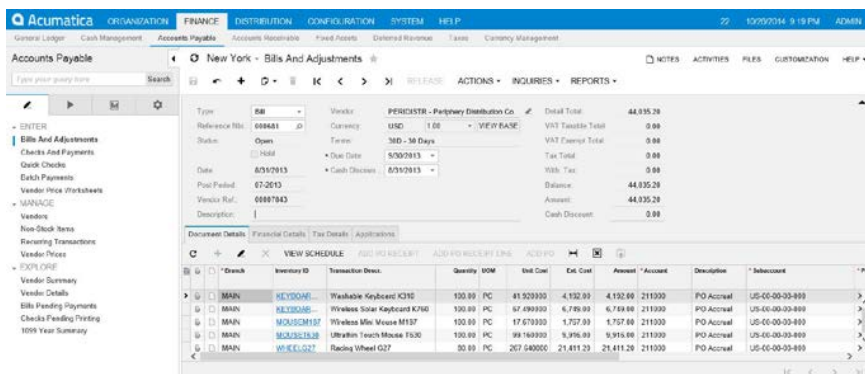 Acumatica ORGANIZATION FINANCE DISTRIBUTION CONFIGURATION SYSTEM HELP 22 10/20/2014 9:19 PM ADMIN
General Ledger Cash Management Accounts Payable Accounts Receivable Fixed Assets Deferred Revenue Taxes Currency Management
Accounts Payable New York - Bills And Adjustments NOTES ACTIVITIES FILES CUSTOMIZATION HELP
Type your query here Search RELEASE ACTIONS INQUIRIES REPORTS
ENTER
Bills And Adjustments
Checks And Payments
Quick Checks
Batch Payments
Vendor Price Worksheets
MANAGE
Vendors
Non-Stock Items
Recurring Transactions
Vendor Prices
EXPLORE
Vendor Summary
Vendor Details
Bills Pending Payments
Checks Pending Printing
1099 Year Summary
Type: Bill Vendor: PERIDISTR - Periphery Distribution Co Detail Total: 44,035.20
Reference Nbr.: 000681 Currency: USD 1.00 VIEW BASE VAT Taxable Total: 0.00
Status: Open Terms: 30D - 30 Days VAT Exempt Total: 0.00
Hold Due Date: 9/30/2013 Tax Total: 0.00
Date: 8/31/2013 Cash Discount: 8/31/2013 With. Tax: 0.00
Post Period: 07-2013 Balance: 44,035.20
Vendor Ref.: 00007843 Amount: 44,035.20
Description: Cash Discount: 0.00
Document Details Financial Details Tax Details Applications
VIEW SCHEDULE ADD PO RECEIPT ADD PO RECEIPT LINE ADD PO
*Branch Inventory ID Transaction Descr. Quantity UOM Unit Cost Ext. Cost Amount *Account Description *Subaccount
MAIN KEYBOAR... Washable Keyboard K310 100.00 PC 41.920000 4,192.00 4,192.00 211000 PO Accrual US-00-00-00-000
MAIN KEYBOAR... Wireless Solar Keyboard K760 100.00 PC 67.490000 6,749.00 6,749.00 211000 PO Accrual US-00-00-00-000
MAIN MOUSEM187 Wireless Mini Mouse M187 100.00 PC 17.670000 1,767.00 1,767.00 211000 PO Accrual US-00-00-00-000
MAIN MOUSET630 Ultrathin Touch Mouse T630 100.00 PC 99.160000 9,916.00 9,916.00 211000 PO Accrual US-00-00-00-000
MAIN WHEELG27 Racing Wheel G27 80.00 PC 267.640000 21,411.20 21,411.20 211000 PO Accrual US-00-00-00-000